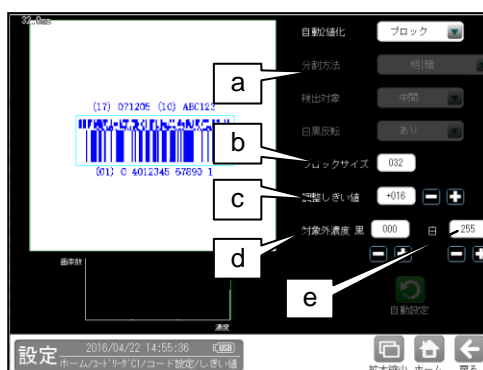 32.0ms
自動2値化 ブロック
a
分割方法 明|暗
(17) 071205 (10) ABC123
検出対象 中間
b
白黒反転 あり
ブロックサイズ 032
(01) 0 4012345 67890 1
c
調整しきい値 +016
対象外濃度 黒 000 白 255
d
e
画素数
自動設定
濃度
設定 2016/04/22 14:55:36 USB
ホーム/コードリーダC1/コード設定/しきい値
拡大縮小 ホーム 戻る